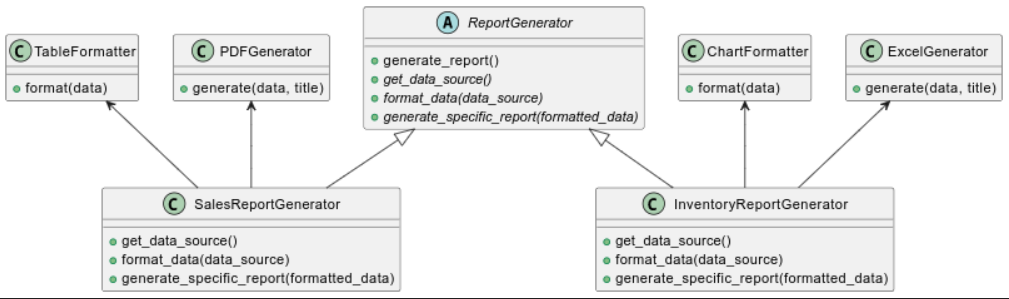 A ReportGenerator
generate_report()
get_data_source()
format_data(data_source)
generate_specific_report(formatted_data)
C TableFormatter
format(data)
C PDFGenerator
generate(data, title)
C ChartFormatter
format(data)
C ExcelGenerator
generate(data, title)
C SalesReportGenerator
get_data_source()
format_data(data_source)
generate_specific_report(formatted_data)
C InventoryReportGenerator
get_data_source()
format_data(data_source)
generate_specific_report(formatted_data)